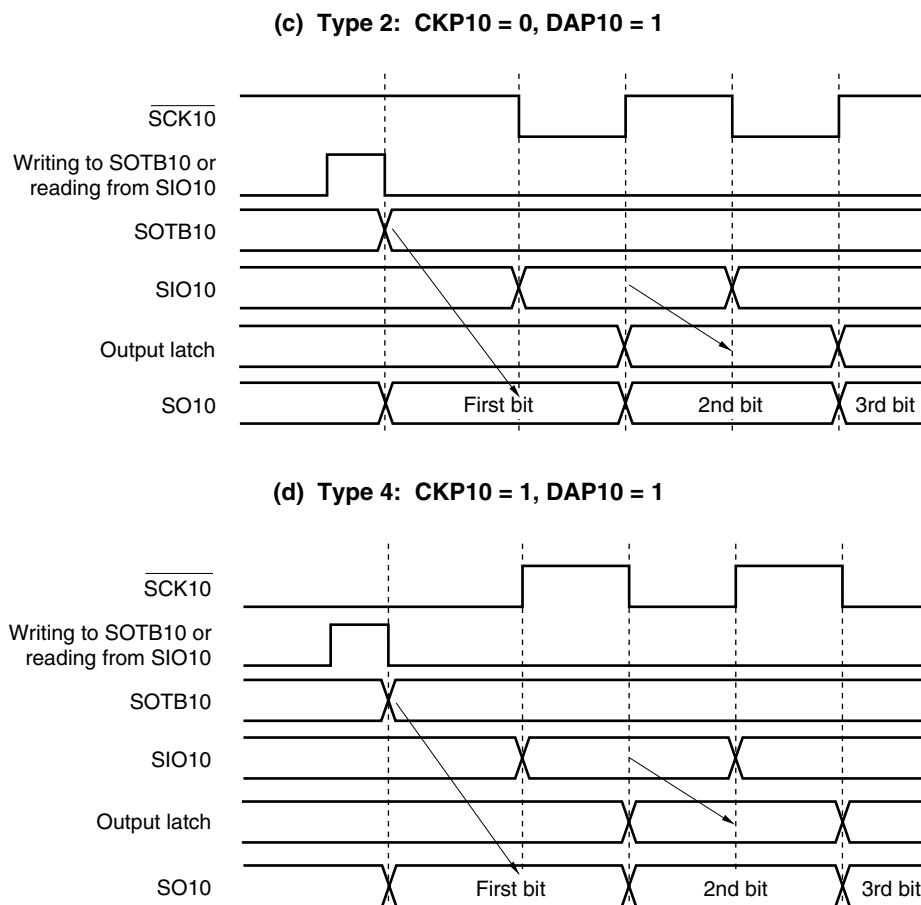 (c) Type 2: CKP10 = 0, DAP10 = 1
SCK10
Writing to SOTB10 or
reading from SIO10
SOTB10
SIO10
Output latch
SO10
First bit
2nd bit
3rd bit
(d) Type 4: CKP10 = 1, DAP10 = 1
SCK10
Writing to SOTB10 or
reading from SIO10
SOTB10
SIO10
Output latch
SO10
First bit
2nd bit
3rd bit